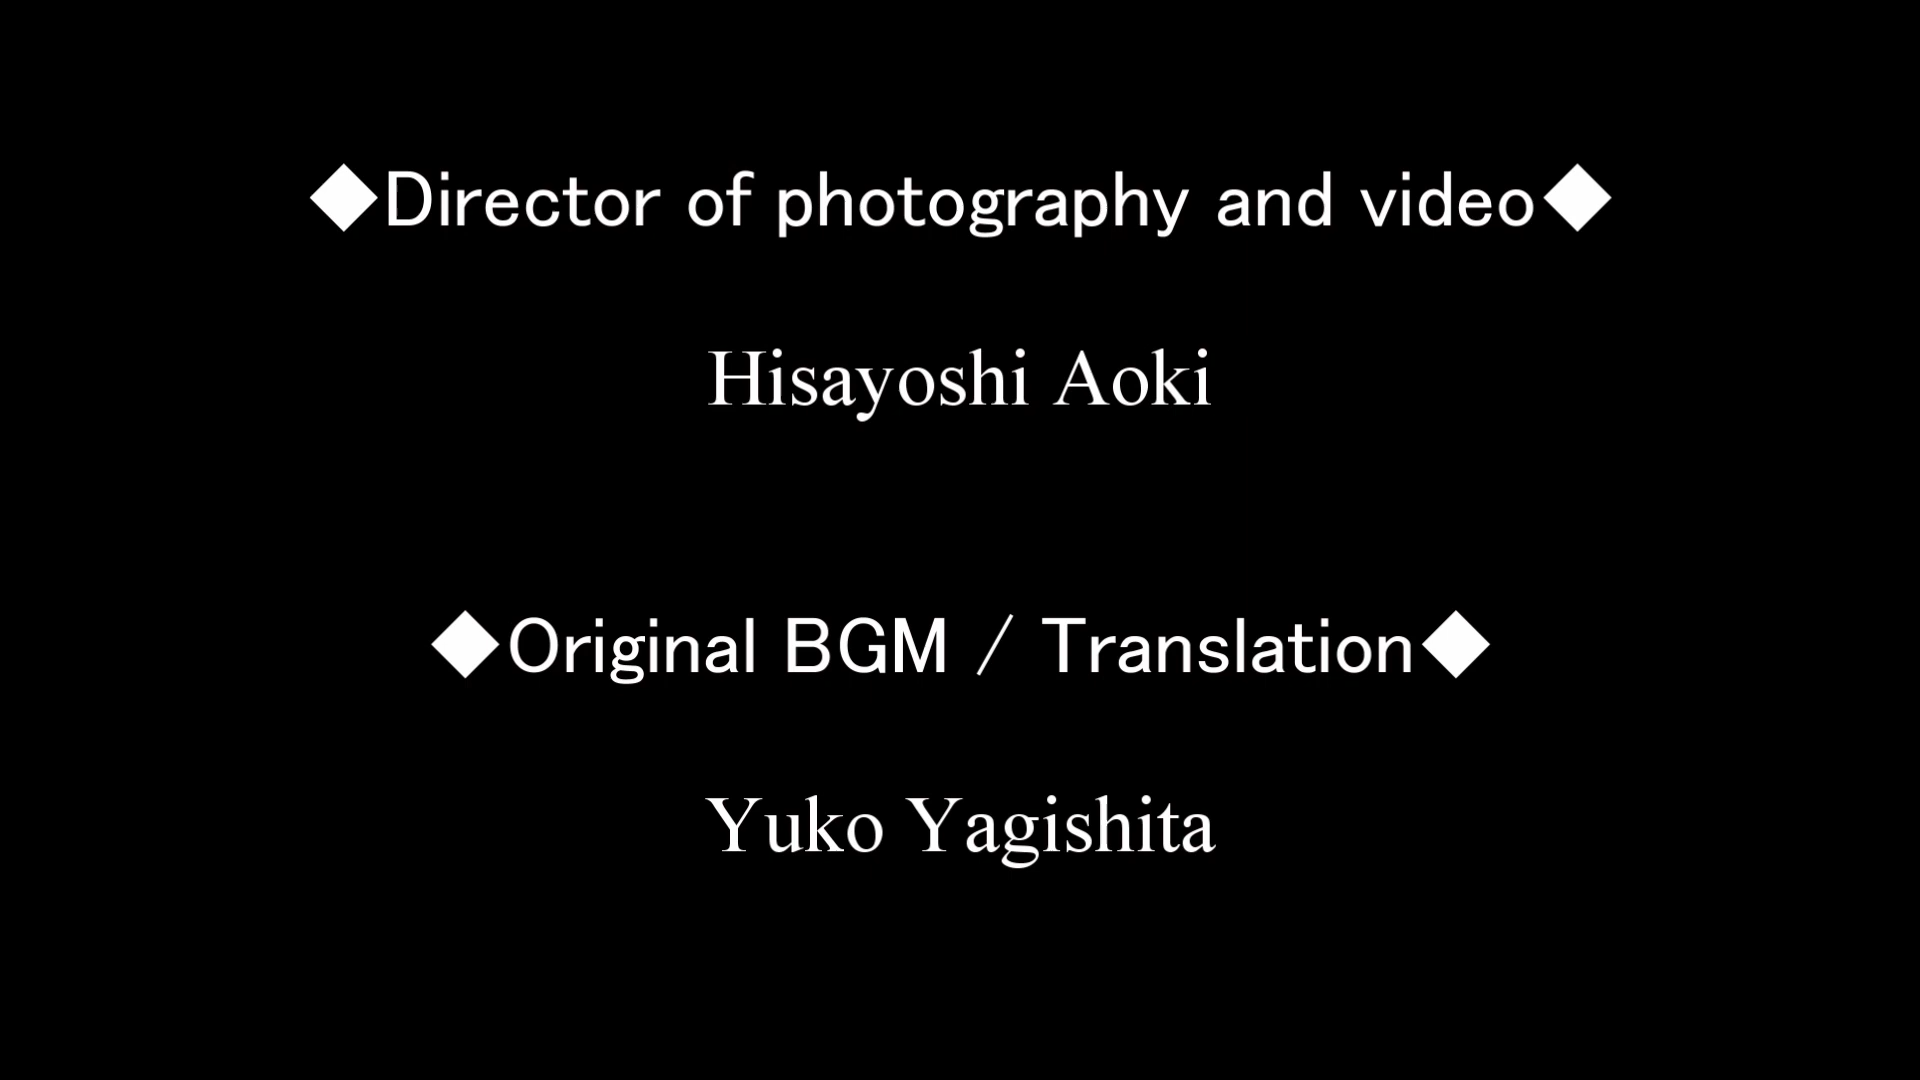 ◆Director of photography and video◆
Hisayoshi Aoki
◆Original BGM / Translation◆
Yuko Yagishita